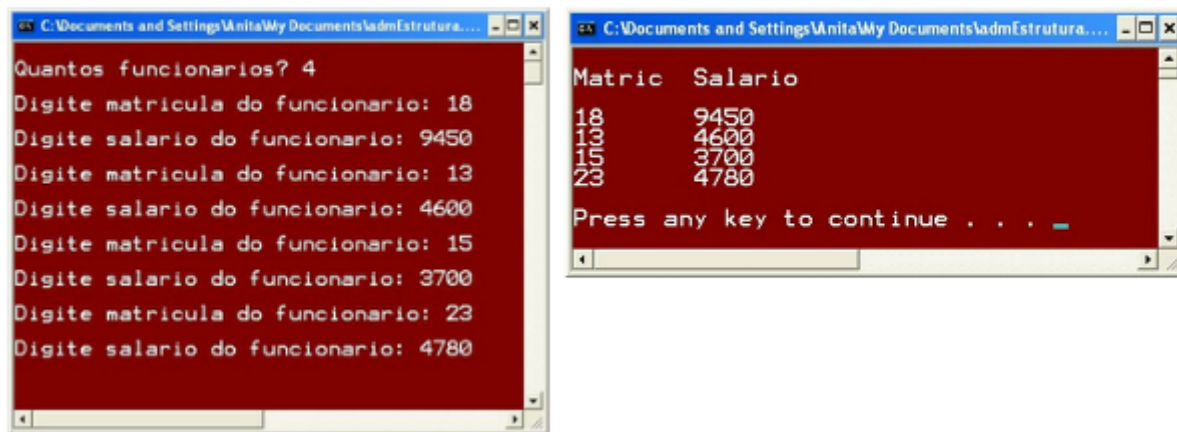 C:\Documents and Settings\Anita\My Documents\admEstrutura....
Quantos funcionarios? 4
Digite matricula do funcionario: 18
Digite salario do funcionario: 9450
Digite matricula do funcionario: 13
Digite salario do funcionario: 4600
Digite matricula do funcionario: 15
Digite salario do funcionario: 3700
Digite matricula do funcionario: 23
Digite salario do funcionario: 4780
C:\Documents and Settings\Anita\My Documents\admEstrutura....
Matric Salario
18 9450
13 4600
15 3700
23 4780
Press any key to continue . . .